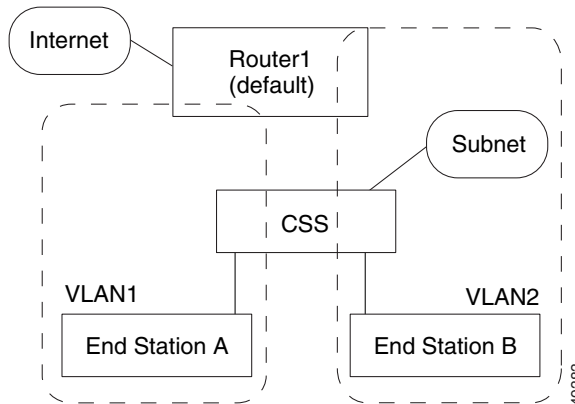 Internet
Router1
(default)
Subnet
CSS
VLAN1
VLAN2
End Station A
End Station B